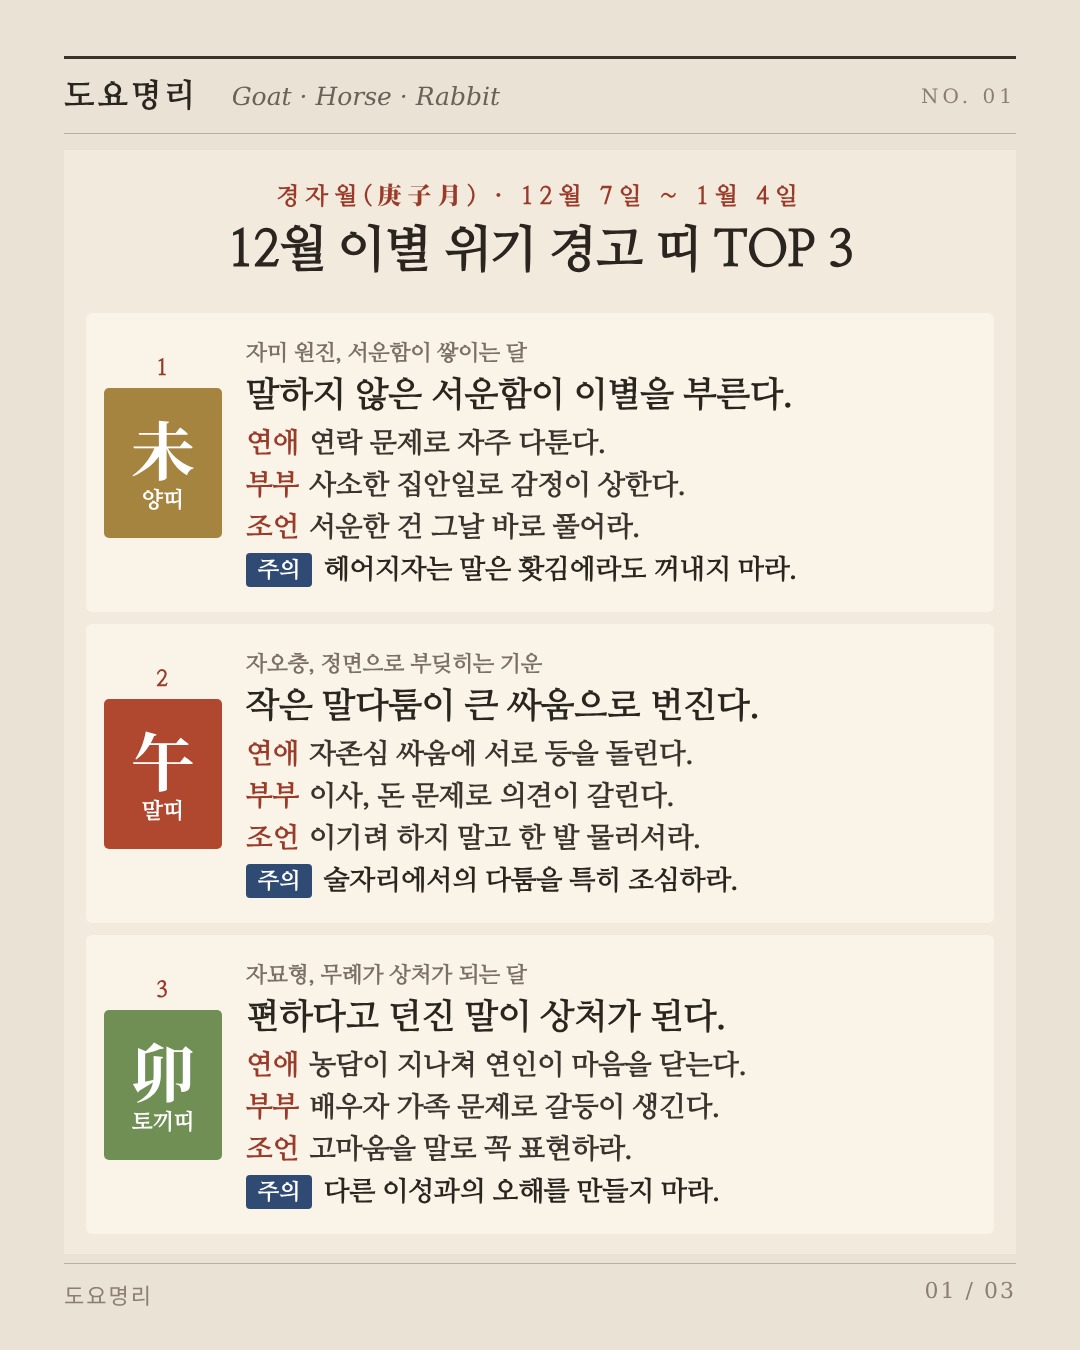 도요명리 Goat · Horse · Rabbit NO. 01
경자월(庚子月) · 12월 7일 ~ 1월 4일
12월 이별 위기 경고 띠 TOP 3
1
未
양띠
자미 원진, 서운함이 쌓이는 달
말하지 않은 서운함이 이별을 부른다.
연애 연락 문제로 자주 다툰다.
부부 사소한 집안일로 감정이 상한다.
조언 서운한 건 그날 바로 풀어라.
주의 헤어지자는 말은 홧김에라도 꺼내지 마라.
2
午
말띠
자오충, 정면으로 부딪히는 기운
작은 말다툼이 큰 싸움으로 번진다.
연애 자존심 싸움에 서로 등을 돌린다.
부부 이사, 돈 문제로 의견이 갈린다.
조언 이기려 하지 말고 한 발 물러서라.
주의 술자리에서의 다툼을 특히 조심하라.
3
卯
토끼띠
자묘형, 무례가 상처가 되는 달
편하다고 던진 말이 상처가 된다.
연애 농담이 지나쳐 연인이 마음을 닫는다.
부부 배우자 가족 문제로 갈등이 생긴다.
조언 고마움을 말로 꼭 표현하라.
주의 다른 이성과의 오해를 만들지 마라.
도요명리 01 / 03